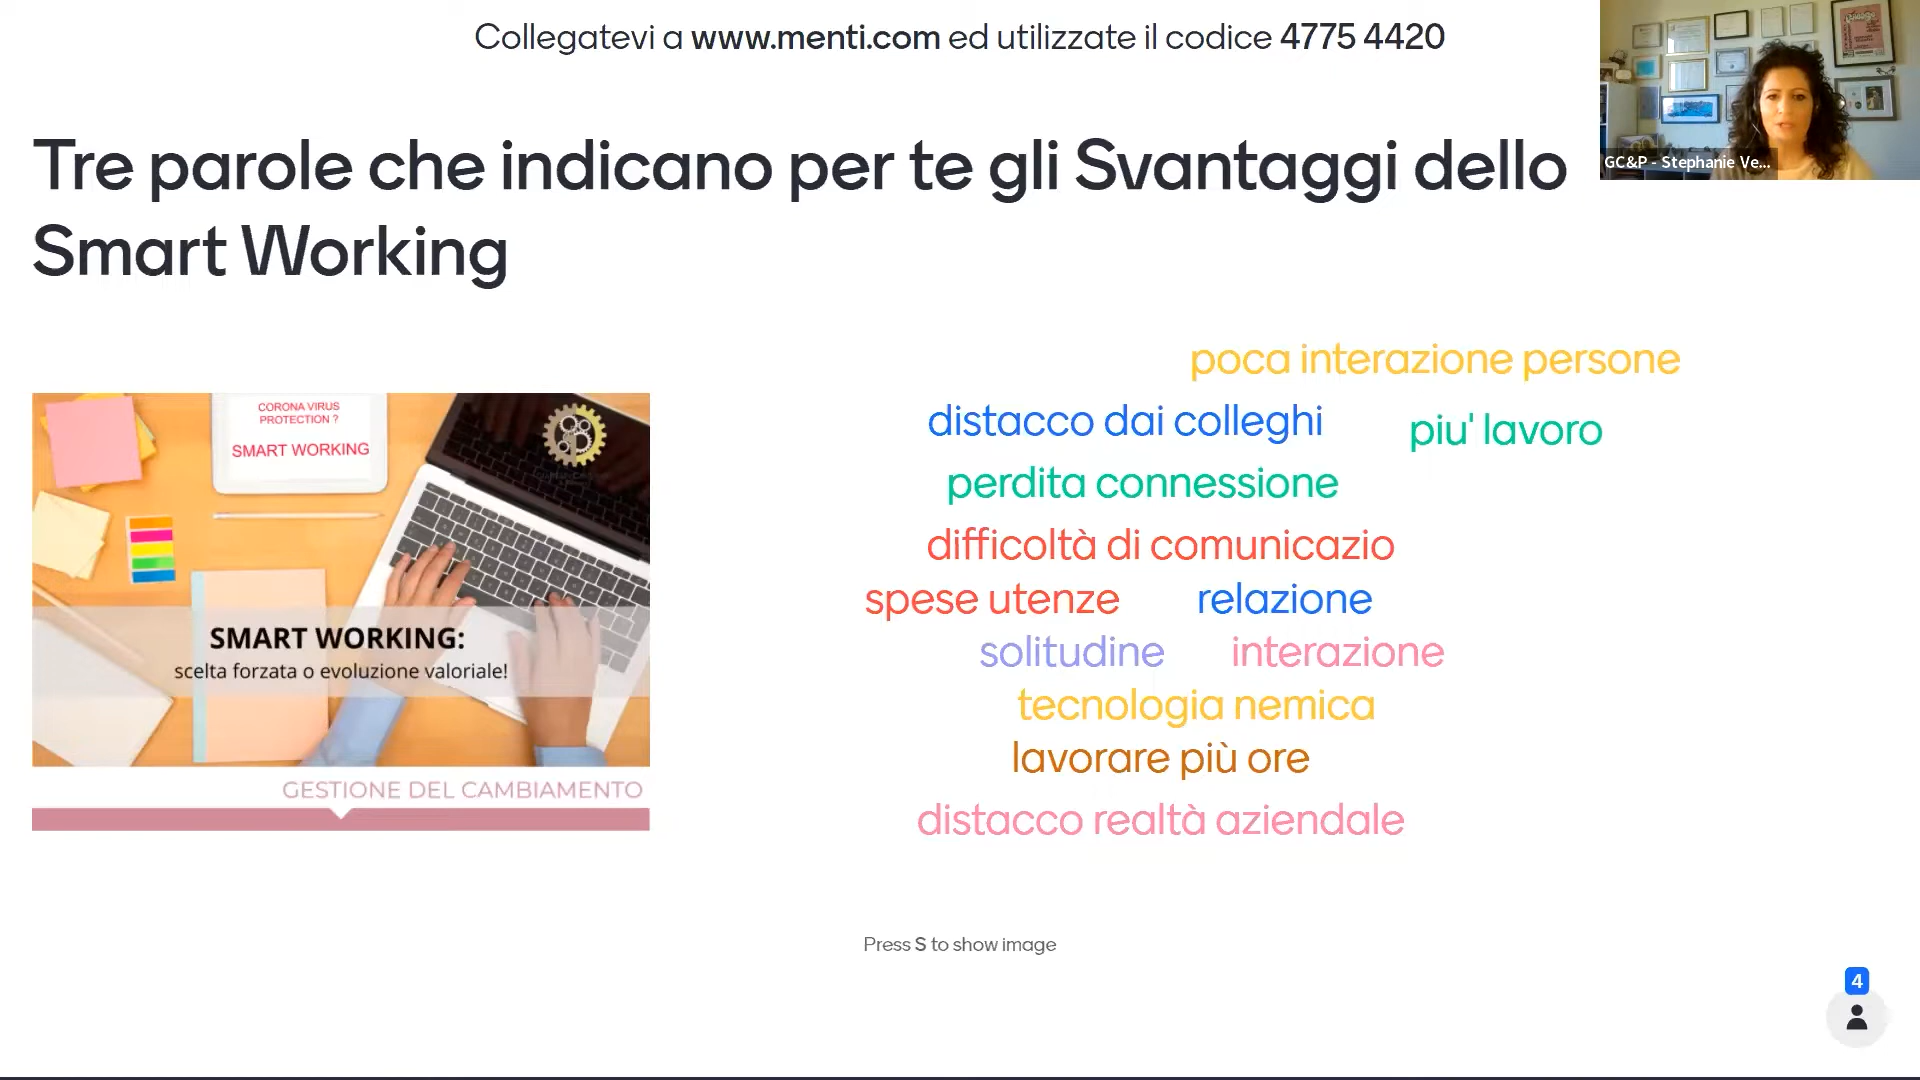 Collegatevi a www.menti.com ed utilizzate il codice 4775 4420
GC&P - Stephanie Ve...
Tre parole che indicano per te gli Svantaggi dello
Smart Working
poca interazione persone
distacco dai colleghi
piu' lavoro
perdita connessione
difficoltà di comunicazio
spese utenze
relazione
solitudine
interazione
tecnologia nemica
lavorare più ore
distacco realtà aziendale
CORONA VIRUS
PROTECTION ?
SMART WORKING
SMART WORKING:
scelta forzata o evoluzione valoriale!
GESTIONE DEL CAMBIAMENTO
Press S to show image
4